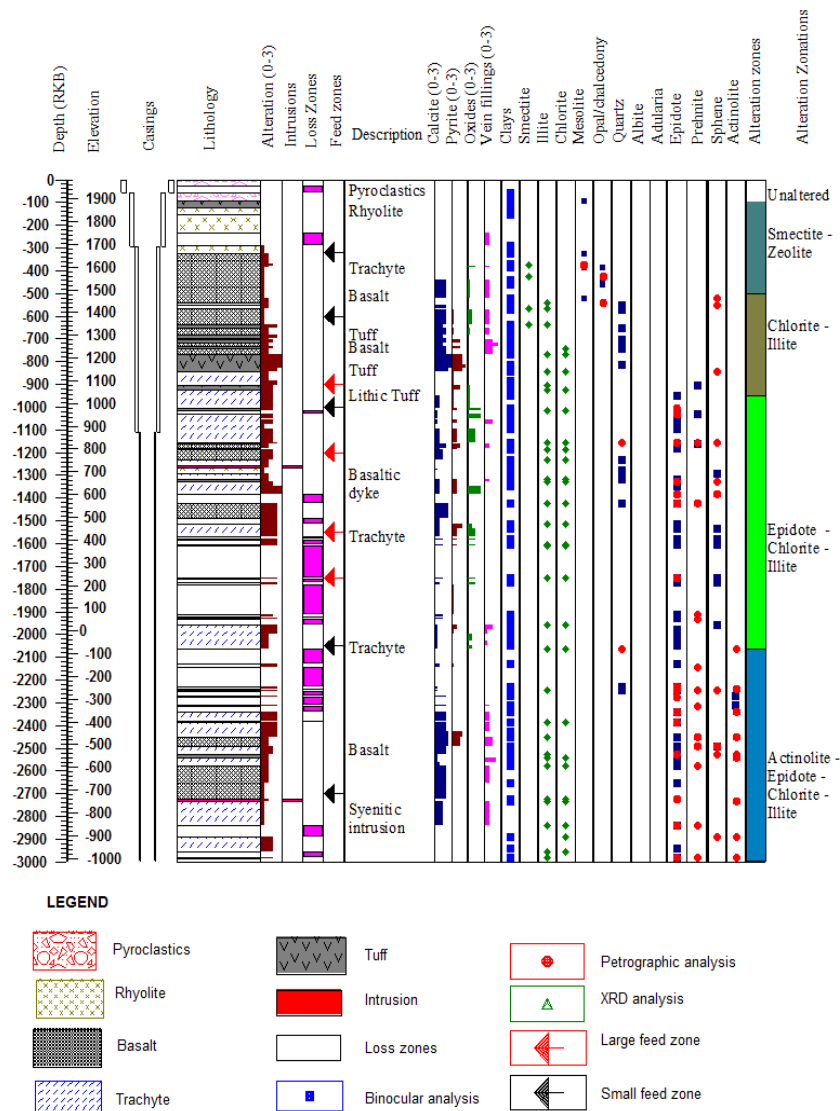 Depth (RKB)
Elevation
Casings
Lithology
Alteration (0-3)
Intrusions
Loss Zones
Feed zones
Description
Calcite (0-3)
Pyrite (0-3)
Oxides (0-3)
Vein fillings (0-3)
Clays
Smectite
Illite
Chlorite
Mesolite
Opal/chalcedony
Quartz
Albite
Adularia
Epidote
Prehnite
Sphene
Actinolite
Alteration zones
Alteration Zonations
0
-100
-200
-300
-400
-500
-600
-700
-800
-900
-1000
-1100
-1200
-1300
-1400
-1500
-1600
-1700
-1800
-1900
-2000
-2100
-2200
-2300
-2400
-2500
-2600
-2700
-2800
-2900
-3000
1900
1800
1700
1600
1500
1400
1300
1200
1100
1000
900
800
700
600
500
400
300
200
100
0
-100
-200
-300
-400
-500
-600
-700
-800
-900
-1000
Pyroclastics
Rhyolite
Trachyte
Basalt
Tuff
Basalt
Tuff
Lithic Tuff
Basaltic
dyke
Trachyte
Trachyte
Basalt
Syenitic
intrusion
Unaltered
Smectite -
Zeolite
Chlorite -
Illite
Epidote -
Chlorite -
Illite
Actinolite -
Epidote -
Chlorite -
Illite
LEGEND
Pyroclastics
Rhyolite
Basalt
Trachyte
Tuff
Intrusion
Loss zones
Binocular analysis
Petrographic analysis
XRD analysis
Large feed zone
Small feed zone